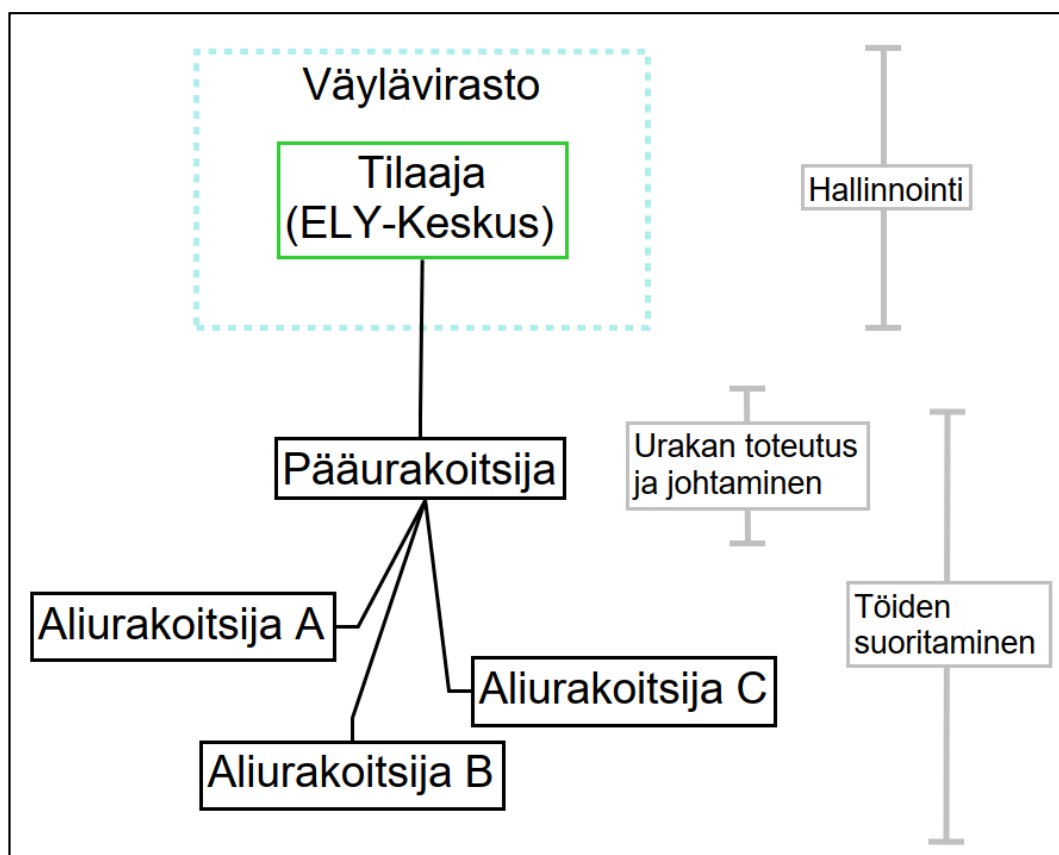 Väylävirasto
Tilaaja
(ELY-Keskus)
Hallinnointi
Pääurakoitsija
Urakan toteutus
ja johtaminen
Aliurakoitsija A
Töiden
suoritaminen
Aliurakoitsija C
Aliurakoitsija B